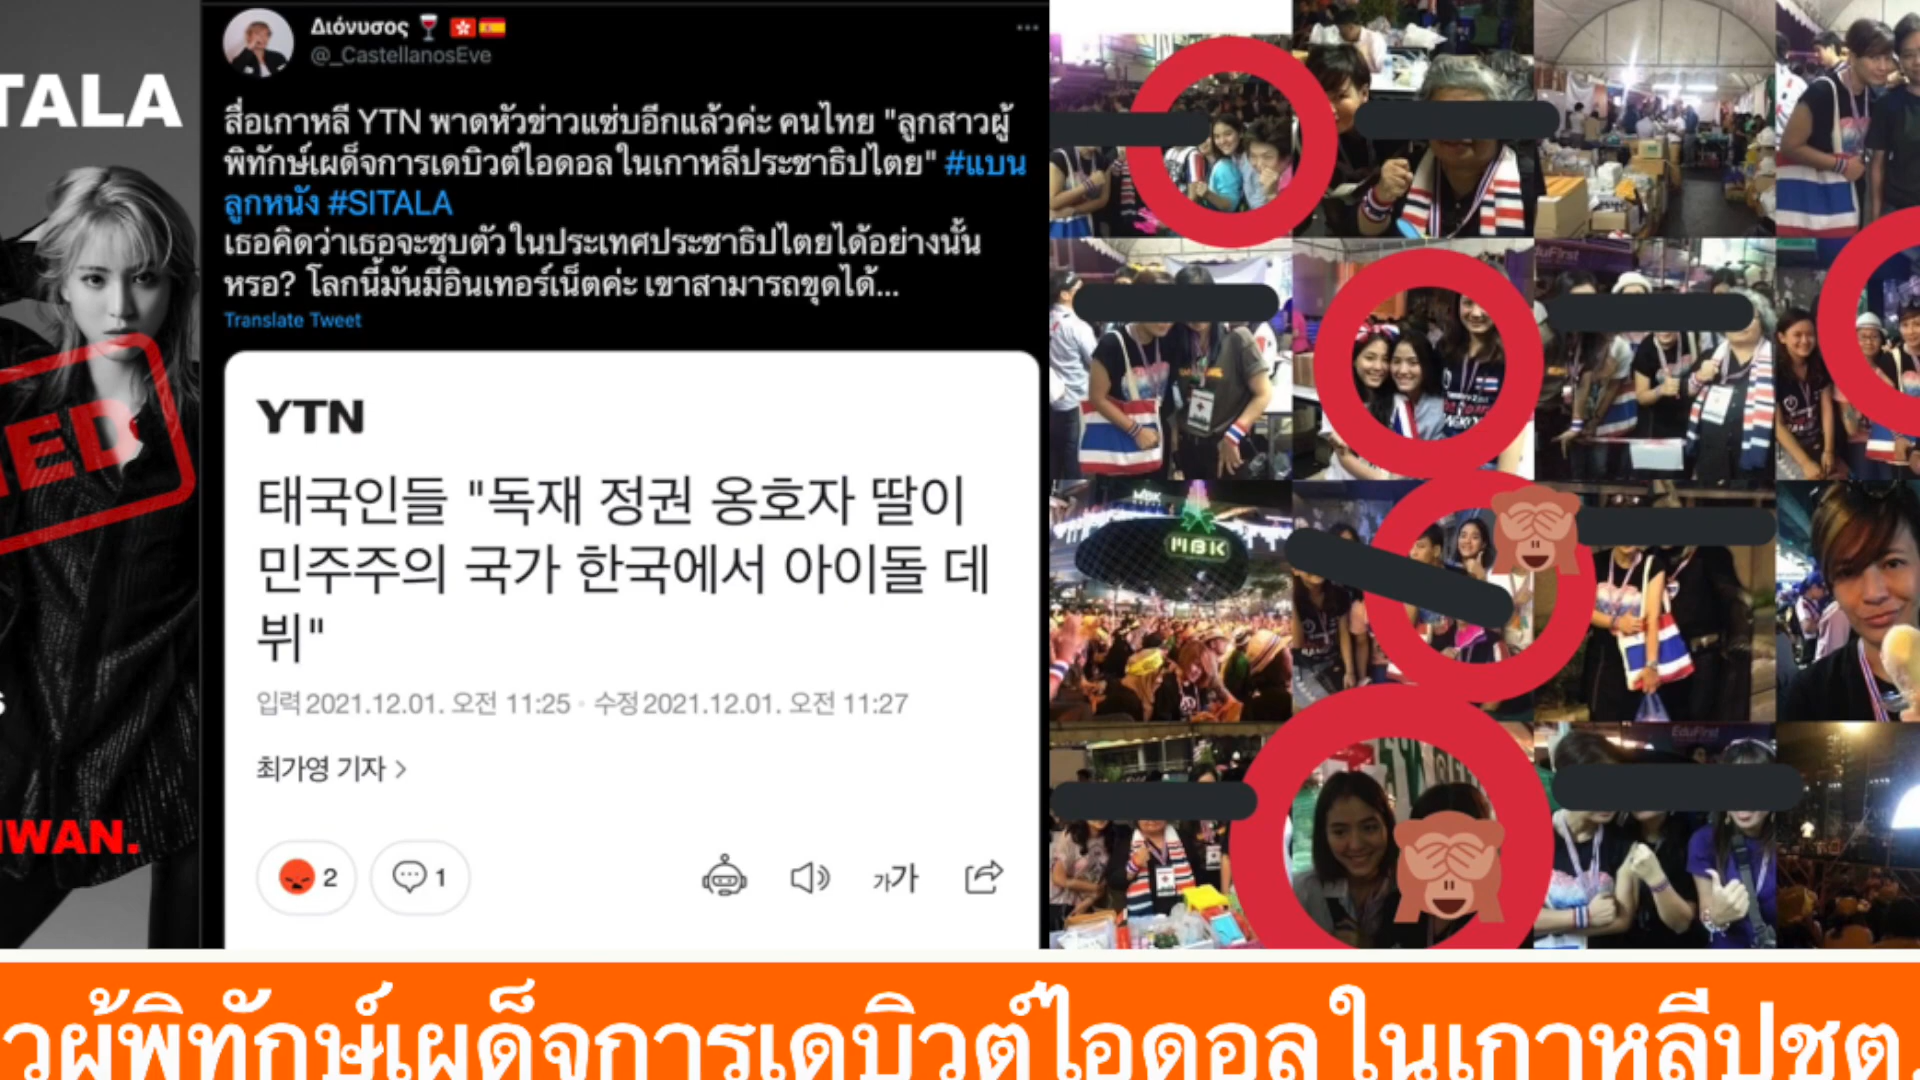 TALA
NED
IWAN.
Διόνυσος
@_CastellanosEve
สื่อเกาหลี YTN พาดหัวข่าวแซ่บอีกแล้วค่ะ คนไทย "ลูกสาวผู้
พิทักษ์เผด็จการเดบิวต์ไอดอลในเกาหลีประชาธิปไตย" #แบน
ลูกหนัง #SITALA
เธอคิดว่าเธอจะชุบตัวในประเทศประชาธิปไตยได้อย่างนั้น
หรอ? โลกนี้มันมีอินเทอร์เน็ตค่ะ เขาสามารถขุดได้...
Translate Tweet
YTN
태국인들 "독재 정권 옹호자 딸이
민주주의 국가 한국에서 아이돌 데
뷔"
입력 2021.12.01. 오전 11:25 · 수정 2021.12.01. 오전 11:27
최가영 기자 >
2
1
가가
EduFirst
MBK
MBK
EduFirst
วผู้พิทักษ์เผด็จการเดบิวต์ไอดอลในเกาหลีปชต.